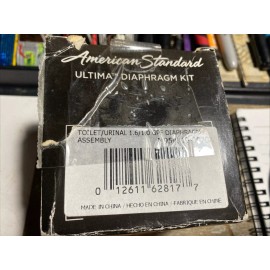 American Standard
ULTIMA DIAPHRAGM KIT
TOILET/URINAL 1.6/1.0 GPF DIAPHRAGM
ASSEMBLY
0 12611 62817 7
MADE IN CHINA / HECHO EN CHINA / FABRIQUÉ EN CHINE